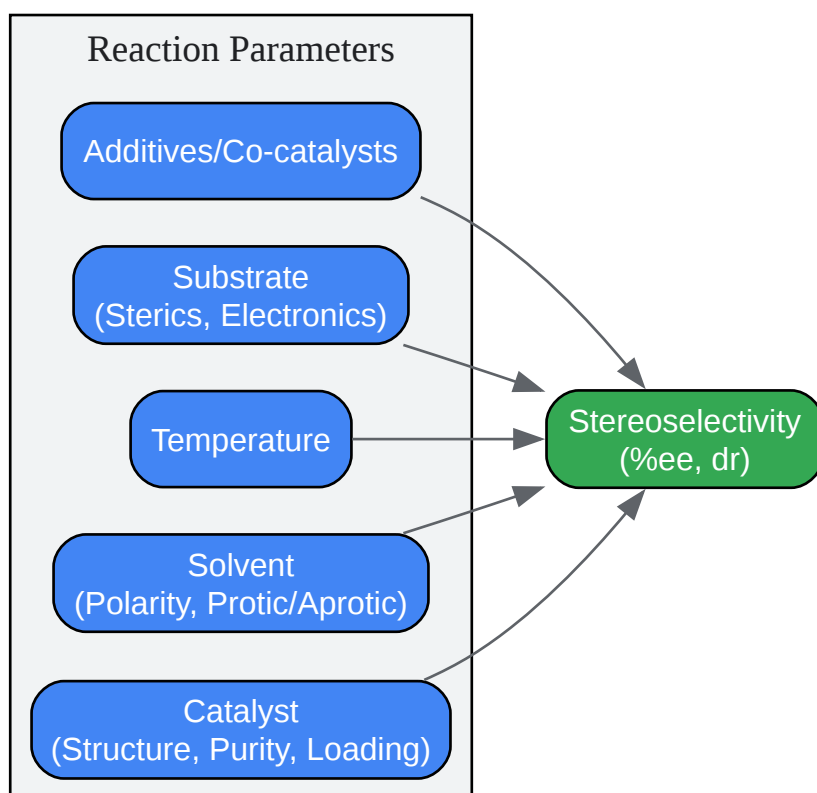 Reaction Parameters
Additives/Co-catalysts
Substrate
(Sterics, Electronics)
Temperature
Stereoselectivity
(%ee, dr)
Solvent
(Polarity, Protic/Aprotic)
Catalyst
(Structure, Purity, Loading)